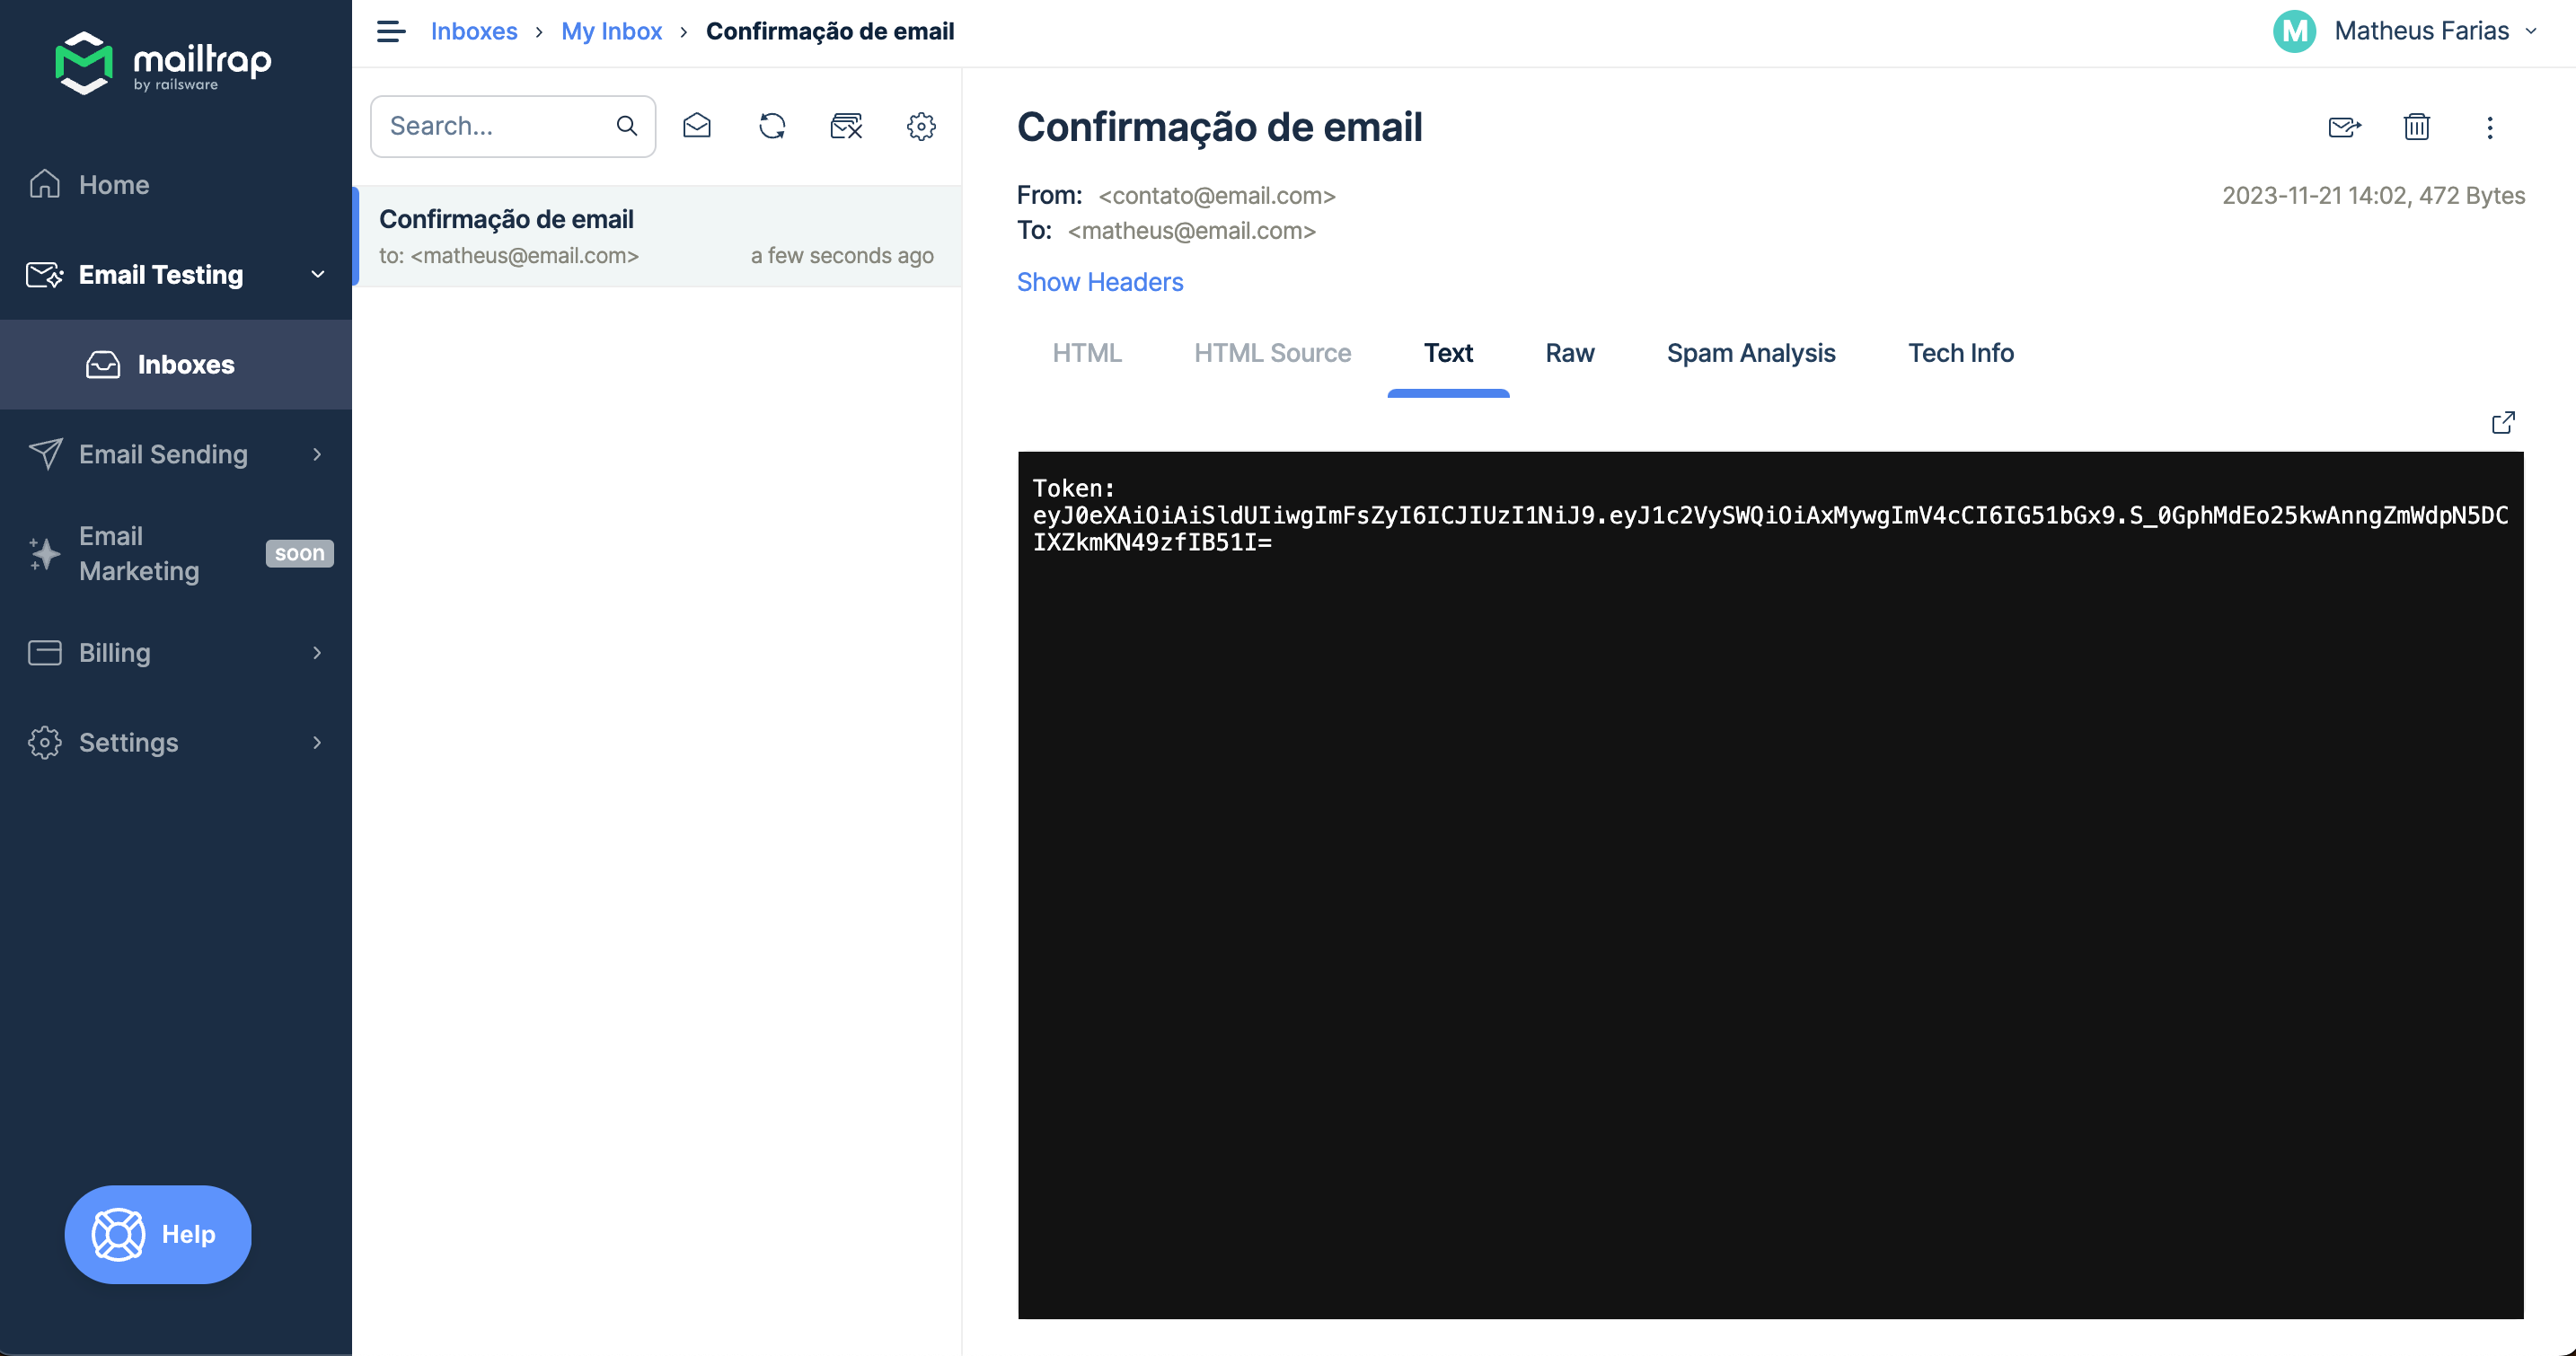 mailtrap
by railsware
Home
Email Testing
Inboxes
Email Sending
Email
Marketing
soon
Billing
Settings
Help
Inboxes › My Inbox › Confirmação de email
M Matheus Farias
Search...
Confirmação de email
to: <matheus@email.com> a few seconds ago
Confirmação de email
From: <contato@email.com>
2023-11-21 14:02, 472 Bytes
To: <matheus@email.com>
Show Headers
HTML HTML Source Text Raw Spam Analysis Tech Info
Token:
eyJ0eXAiOiAiSldUIiwgImFsZyI6ICJIUzI1NiJ9.eyJ1c2VySWQiOiAxMywgImV4cCI6IG51bGx9.S_0GphMdEo25kwAnngZmWdpN5DC
IXZkmKN49zfIB51I=